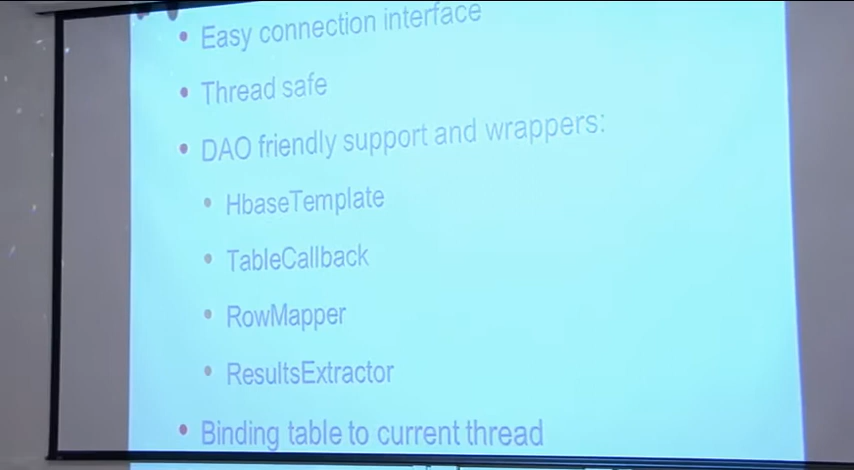 • Easy connection interface
• Thread safe
• DAO friendly support and wrappers:
• HbaseTemplate
• TableCallback
• RowMapper
• ResultsExtractor
• Binding table to current thread